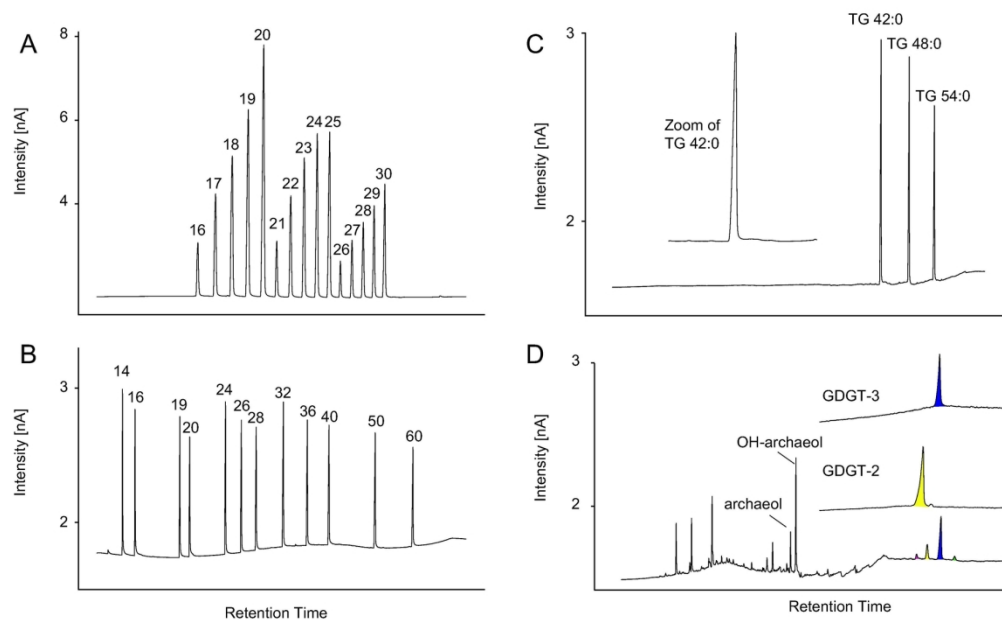 A
Intensity [nA]
8
6
4
16
17
18
19
20
21
22
23
24
25
26
27
28
29
30
B
Intensity [nA]
3
2
14
16
19
20
24
26
28
32
36
40
50
60
Retention Time
C
Intensity [nA]
3
2
Zoom of
TG 42:0
TG 42:0
TG 48:0
TG 54:0
D
Intensity [nA]
3
2
GDGT-3
OH-archaeol
GDGT-2
archaeol
Retention Time